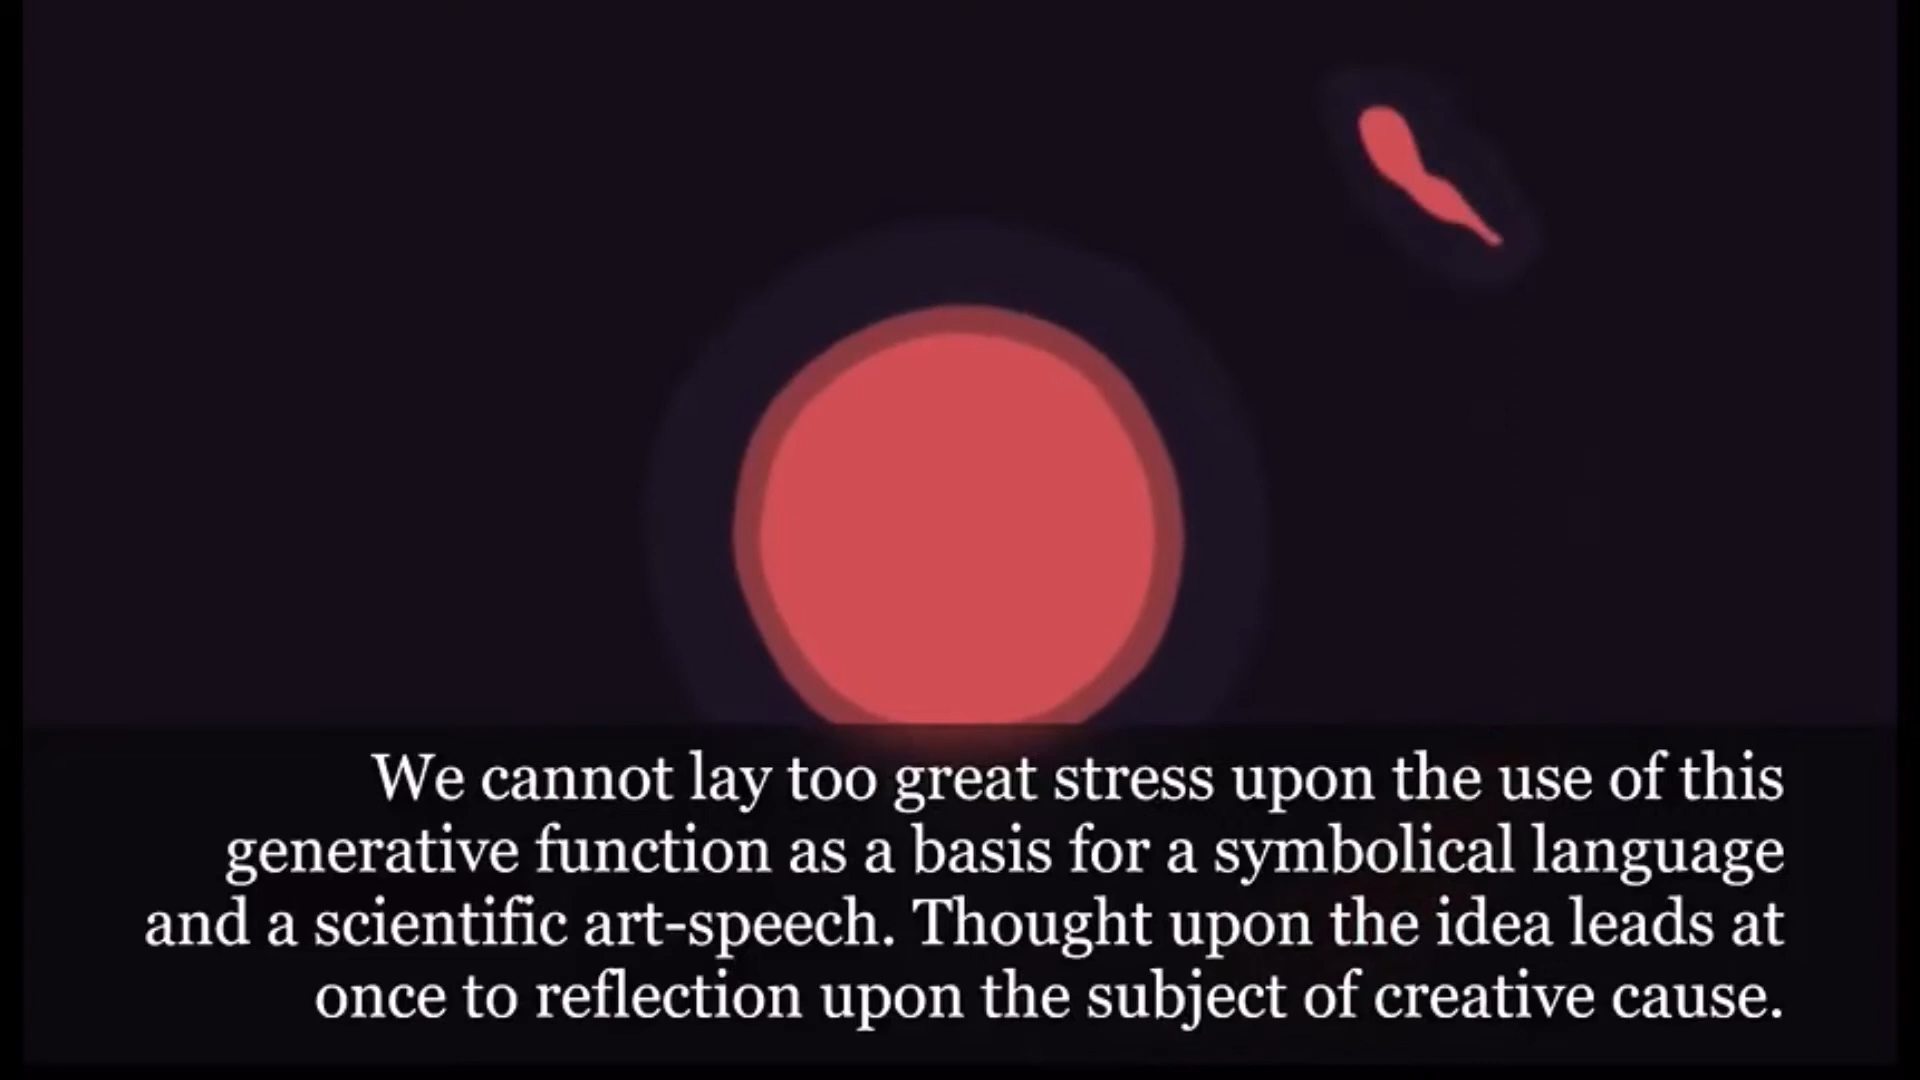 We cannot lay too great stress upon the use of this
generative function as a basis for a symbolical language
and a scientific art-speech. Thought upon the idea leads at
once to reflection upon the subject of creative cause.